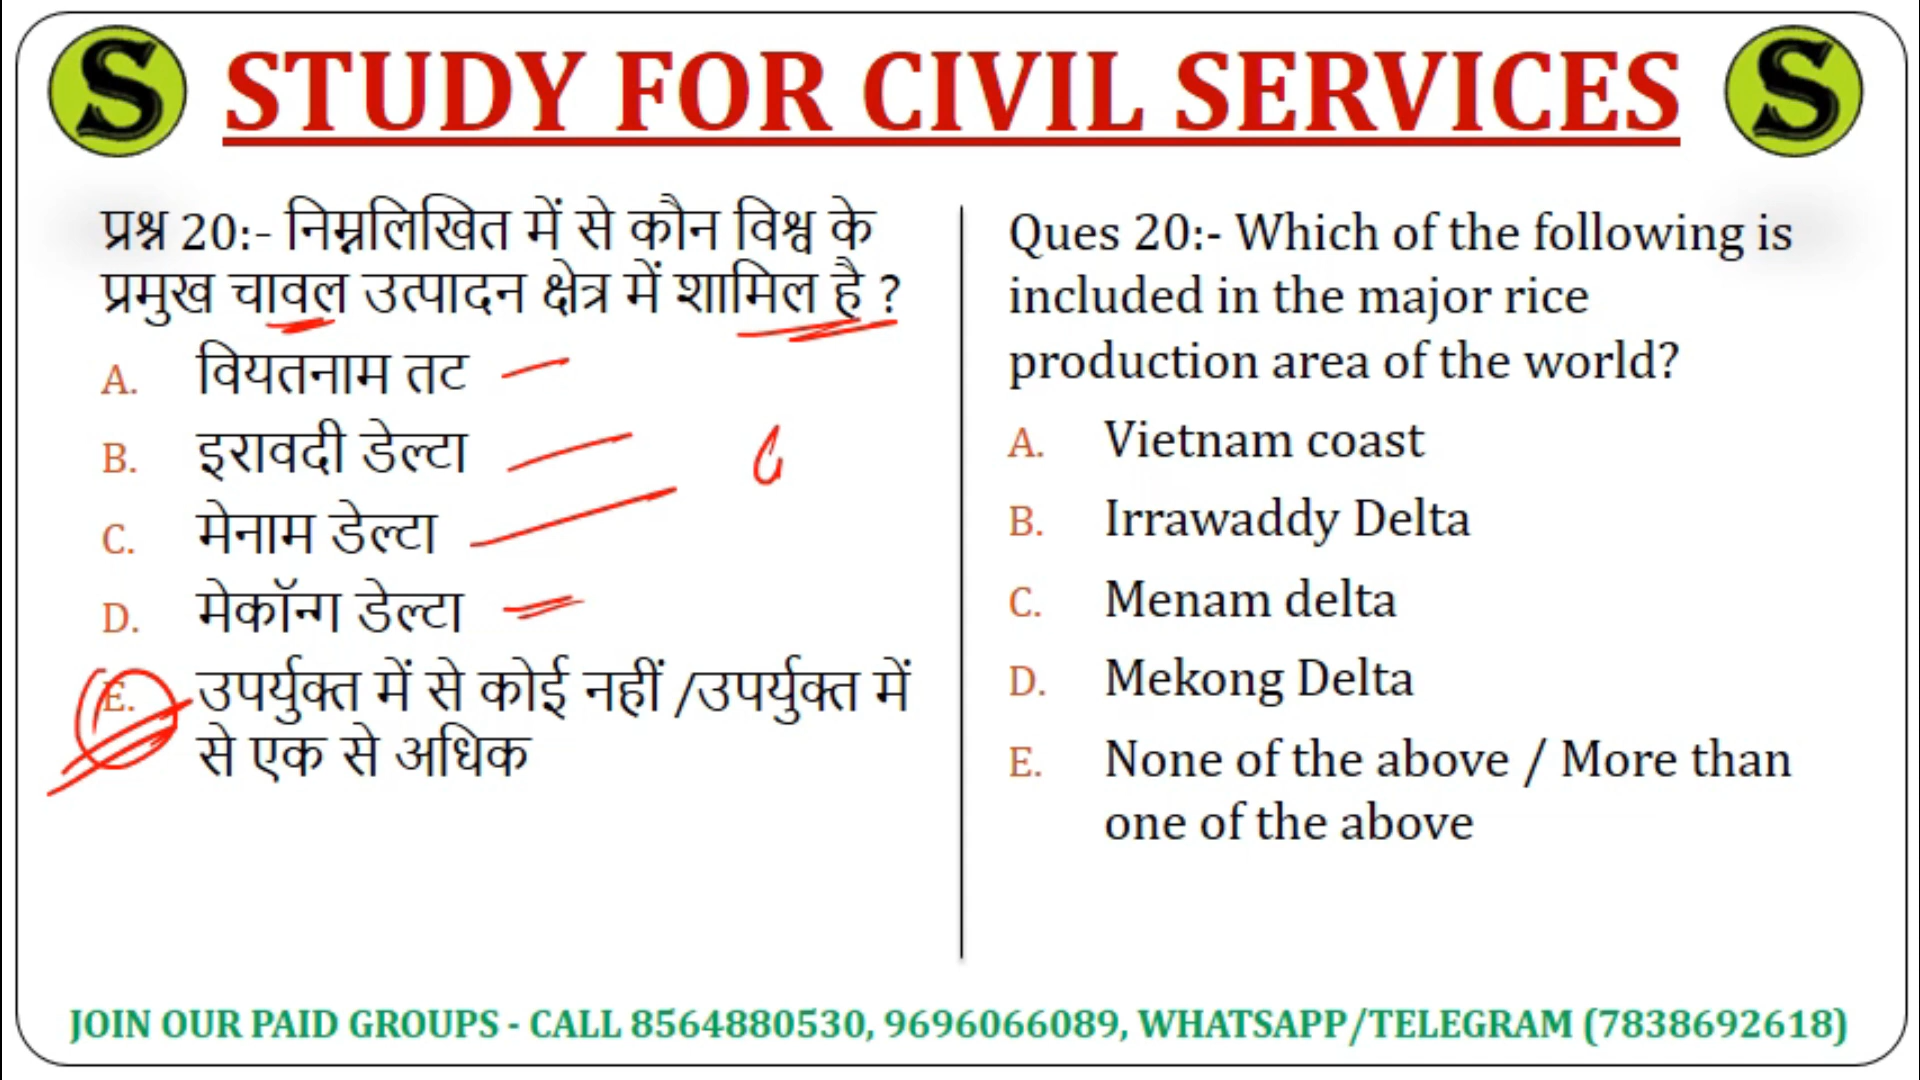 S
STUDY FOR CIVIL SERVICES
S
प्रश्न 20:- निम्नलिखित में से कौन विश्व के
प्रमुख चावल उत्पादन क्षेत्र में शामिल है ?
A. वियतनाम तट
B. इरावदी डेल्टा
C. मेनाम डेल्टा
D. मेकॉन्ग डेल्टा
E. उपर्युक्त में से कोई नहीं /उपर्युक्त में
से एक से अधिक
Ques 20:- Which of the following is
included in the major rice
production area of the world?
A. Vietnam coast
B. Irrawaddy Delta
C. Menam delta
D. Mekong Delta
E. None of the above / More than
one of the above
JOIN OUR PAID GROUPS - CALL 8564880530, 9696066089, WHATSAPP/TELEGRAM (7838692618)